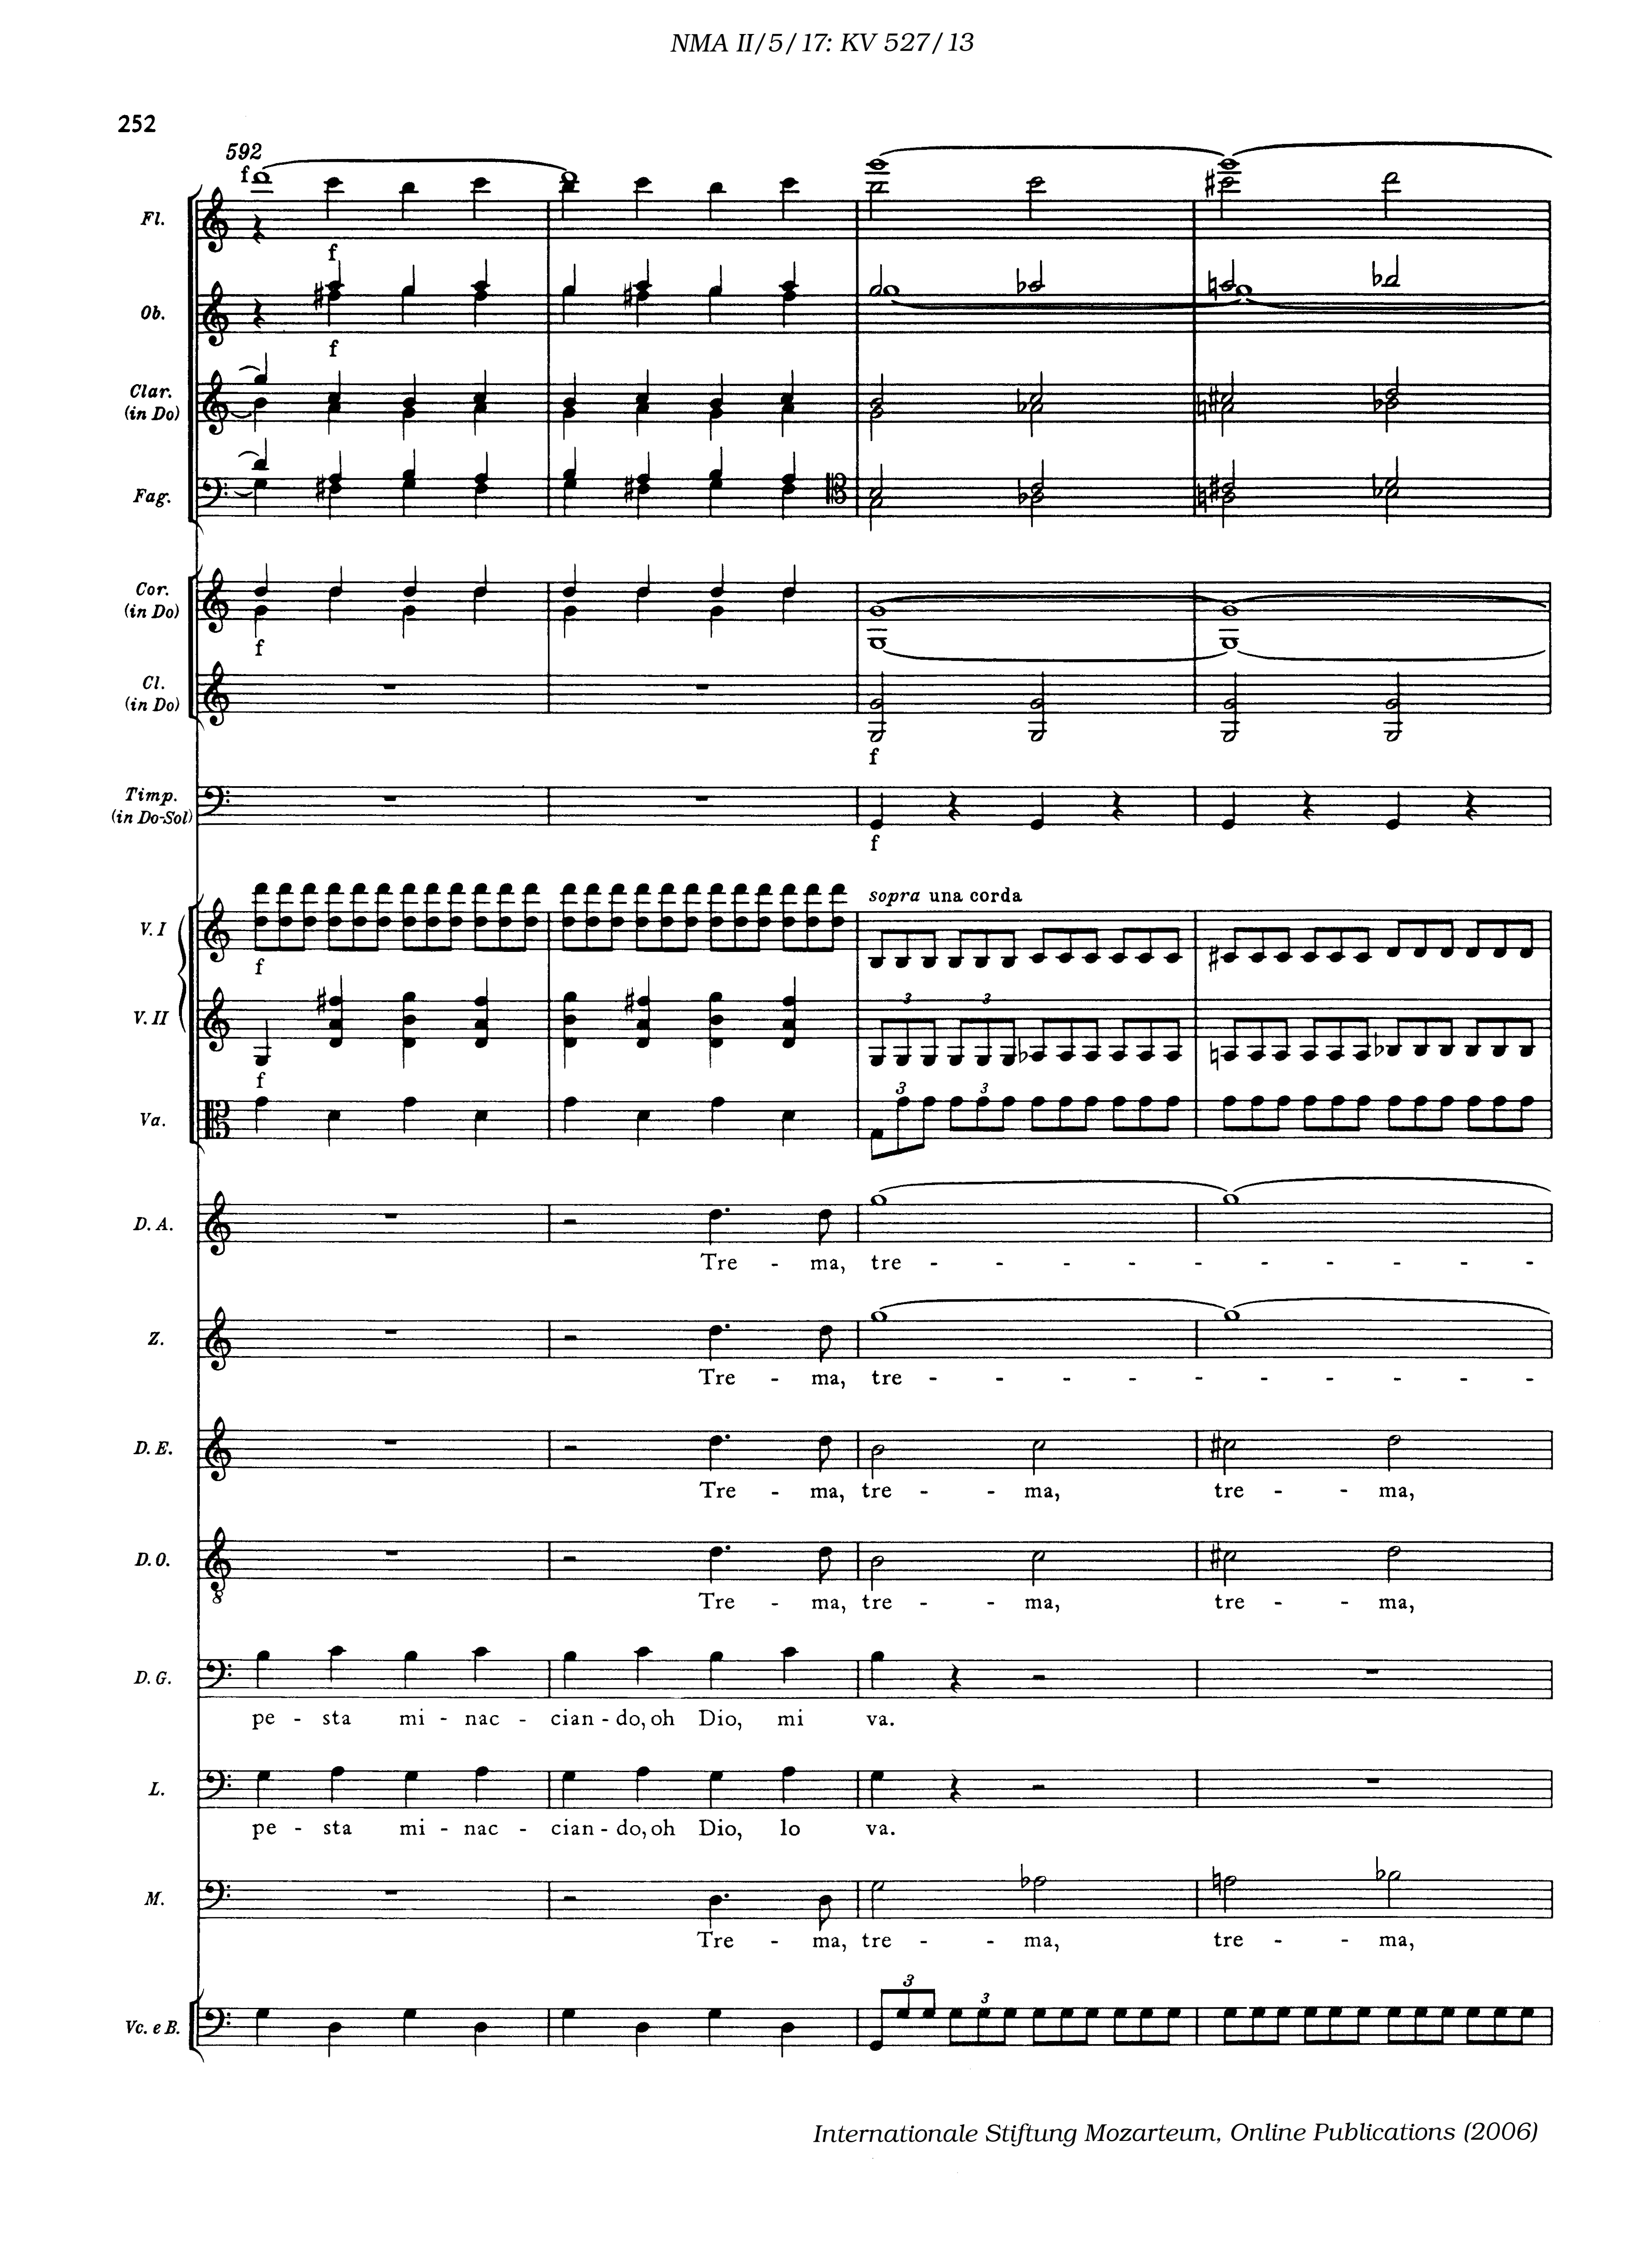 NMA II/5/17: KV 527/13
252
592
f
Fl.
f
Ob.
f
Clar.
(in Do)
Fag.
Cor.
(in Do)
f
Cl.
(in Do)
f
Timp.
(in Do-Sol)
f
sopra una corda
V. I
f
V. II
3 3
f
3 3
Va.
D. A.
Tre - ma, tre - - - - - - - - - -
Z.
Tre - ma, tre - - - - - - - - - -
D. E.
Tre - ma, tre - - ma, tre - - ma,
D. O.
8
Tre - ma, tre - - ma, tre - - ma,
D. G.
pe - sta mi - nac - cian - do, oh Dio, mi va.
L.
pe - sta mi - nac - cian - do, oh Dio, lo va.
M.
Tre - ma, tre - - ma, tre - - ma,
3 3
Vc. e B.
Internationale Stiftung Mozarteum, Online Publications (2006)